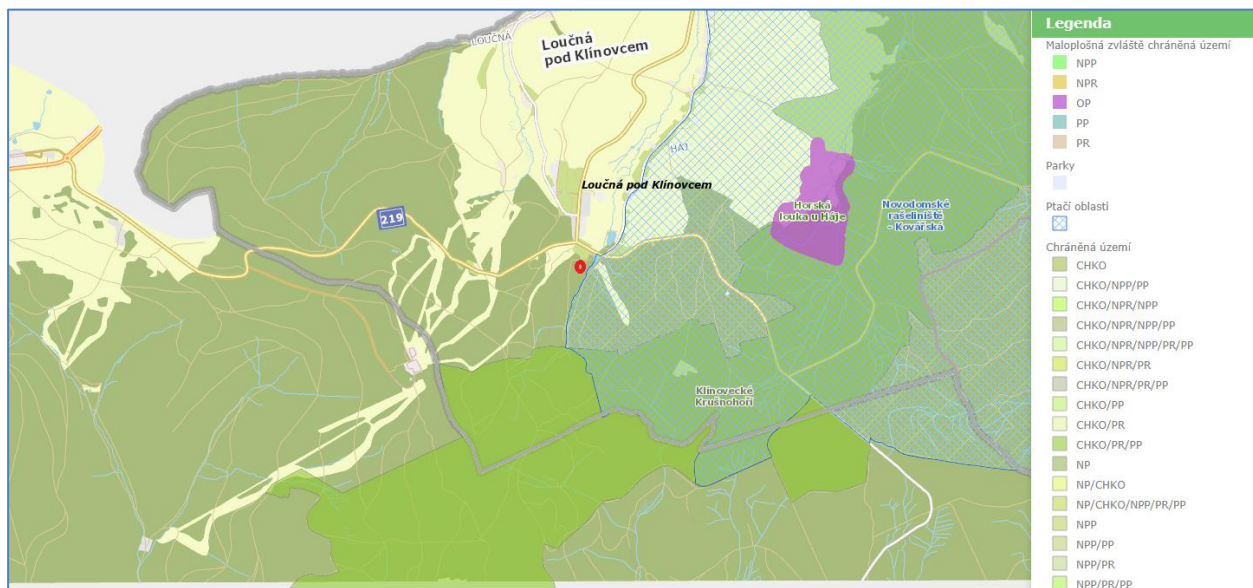 LOUČNÁ
Loučná
pod Klínovcem
HÁJ
Loučná pod Klínovcem
219
Horská
louka u Háje
Novodomské
rašeliniště
- Kovářská
Klínovecké
Krušnohoří
Legenda
Maloplošná zvláště chráněná území
NPP
NPR
OP
PP
PR
Parky
Ptačí oblasti
Chráněná území
CHKO
CHKO/NPP/PP
CHKO/NPR/NPP
CHKO/NPR/NPP/PP
CHKO/NPR/NPP/PR/PP
CHKO/NPR/PR
CHKO/NPR/PR/PP
CHKO/PP
CHKO/PR
CHKO/PR/PP
NP
NP/CHKO
NP/CHKO/NPP/PR/PP
NPP
NPP/PP
NPP/PR
NPP/PR/PP